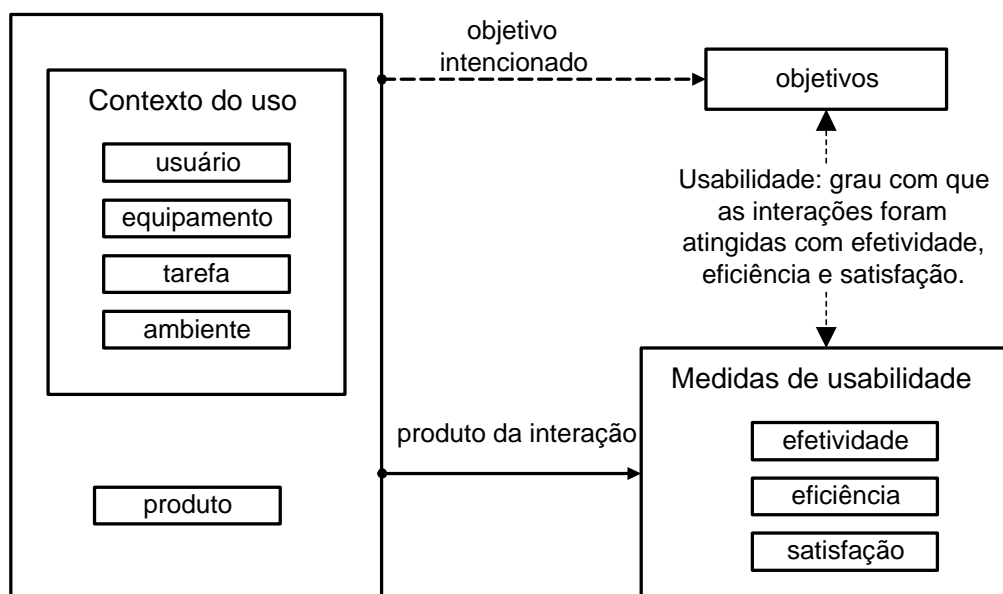 Contexto do uso
usuário
equipamento
tarefa
ambiente
produto
objetivo
intencionado
objetivos
Usabilidade: grau com que
as interações foram
atingidas com efetividade,
eficiência e satisfação.
produto da interação
Medidas de usabilidade
efetividade
eficiência
satisfação